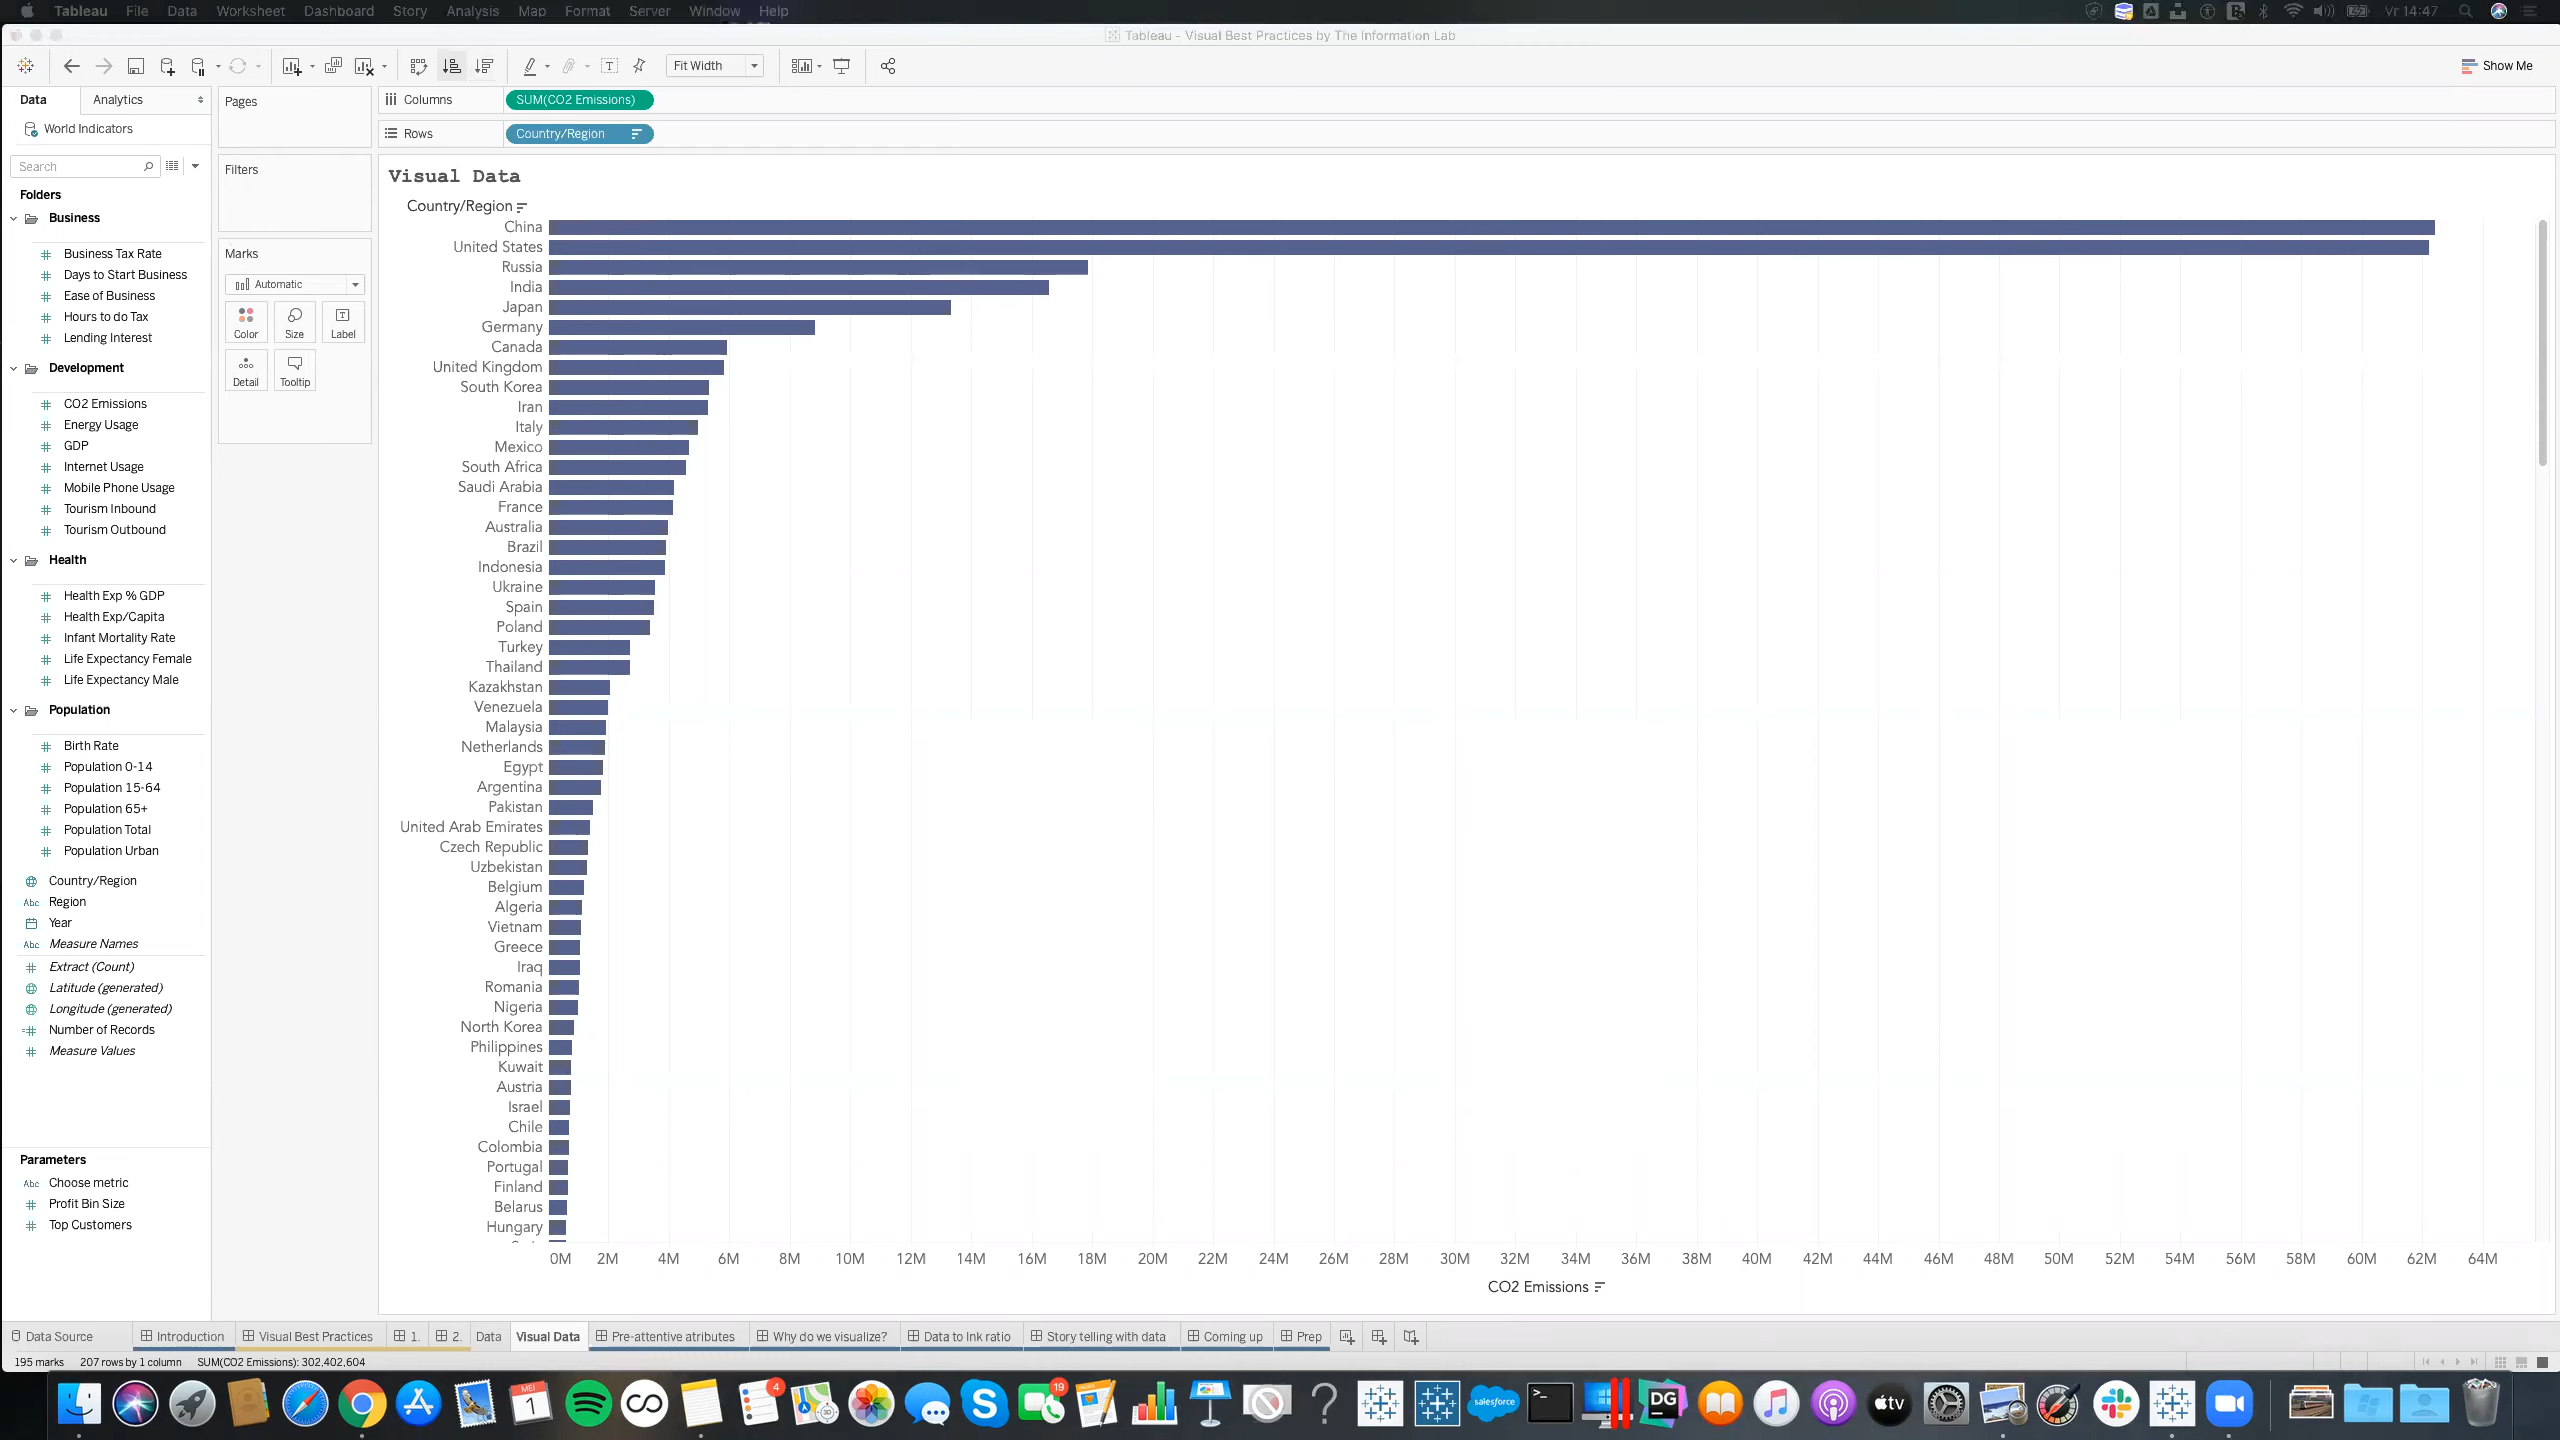 Tableau File Data Worksheet Dashboard Story Analysis Map Format Server Window Help Vr 14:47
Tableau - Visual Best Practices by The Information Lab
Fit Width
Show Me
Data Analytics
World Indicators
Search
Folders
Business
Business Tax Rate
Days to Start Business
Ease of Business
Hours to do Tax
Lending Interest
Development
CO2 Emissions
Energy Usage
GDP
Internet Usage
Mobile Phone Usage
Tourism Inbound
Tourism Outbound
Health
Health Exp % GDP
Health Exp/Capita
Infant Mortality Rate
Life Expectancy Female
Life Expectancy Male
Population
Birth Rate
Population 0-14
Population 15-64
Population 65+
Population Total
Population Urban
Country/Region
Abc Region
Year
Abc Measure Names
Extract (Count)
Latitude (generated)
Longitude (generated)
Number of Records
Measure Values
Parameters
Abc Choose metric
Profit Bin Size
Top Customers
Pages
Filters
Marks
Automatic
Color Size Label
Detail Tooltip
Columns SUM(CO2 Emissions)
Rows Country/Region
Visual Data
Country/Region
China
United States
Russia
India
Japan
Germany
Canada
United Kingdom
South Korea
Iran
Italy
Mexico
South Africa
Saudi Arabia
France
Australia
Brazil
Indonesia
Ukraine
Spain
Poland
Turkey
Thailand
Kazakhstan
Venezuela
Malaysia
Netherlands
Egypt
Argentina
Pakistan
United Arab Emirates
Czech Republic
Uzbekistan
Belgium
Algeria
Vietnam
Greece
Iraq
Romania
Nigeria
North Korea
Philippines
Kuwait
Austria
Israel
Chile
Colombia
Portugal
Finland
Belarus
Hungary
0M 2M 4M 6M 8M 10M 12M 14M 16M 18M 20M 22M 24M 26M 28M 30M 32M 34M 36M 38M 40M 42M 44M 46M 48M 50M 52M 54M 56M 58M 60M 62M 64M
CO2 Emissions
Data Source Introduction Visual Best Practices 1. 2. Data Visual Data Pre-attentive atributes Why do we visualize? Data to Ink ratio Story telling with data Coming up Prep
195 marks 207 rows by 1 column SUM(CO2 Emissions): 302,402,604
MEI
1
4
19
salesforce
DG
tv